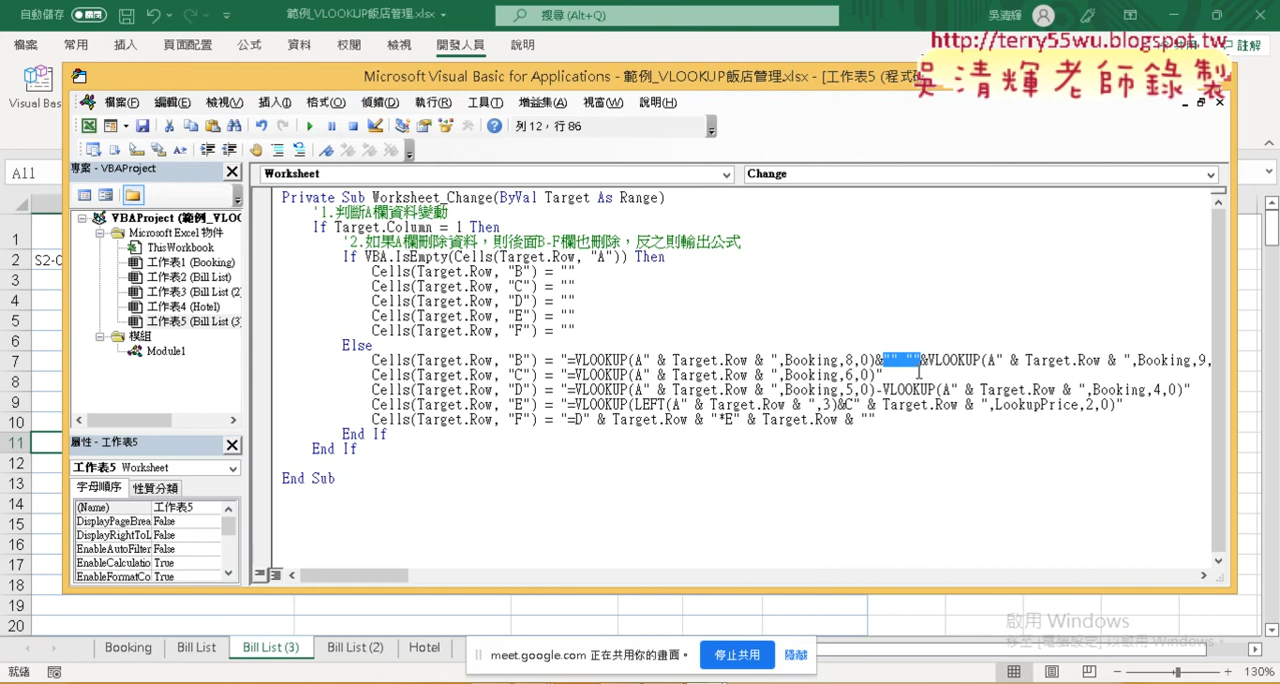 自動儲存
範例_VLOOKUP飯店管理.xlsx
搜尋 (Alt+Q)
吳清輝
檔案 常用 插入 頁面配置 公式 資料 校閱 檢視 開發人員 說明
註解
http://terry55wu.blogspot.tw
吳清輝老師錄製
Visual Bas
Microsoft Visual Basic for Applications - 範例_VLOOKUP飯店管理.xlsx - [工作表5 (程式碼
檔案(F) 編輯(E) 檢視(V) 插入(I) 格式(O) 偵錯(D) 執行(R) 工具(T) 增益集(A) 視窗(W) 說明(H)
列 12，行 86
專案 - VBAProject
Worksheet
Change
A11
VBAProject (範例_VLOO
Microsoft Excel 物件
ThisWorkbook
工作表1 (Booking)
工作表2 (Bill List)
工作表3 (Bill List (2
工作表4 (Hotel)
工作表5 (Bill List (3
模組
Module1
Private Sub Worksheet_Change(ByVal Target As Range)
'1.判斷A欄資料變動
If Target.Column = 1 Then
'2.如果A欄刪除資料，則後面B-F欄也刪除，反之則輸出公式
If VBA.IsEmpty(Cells(Target.Row, "A")) Then
Cells(Target.Row, "B") = ""
Cells(Target.Row, "C") = ""
Cells(Target.Row, "D") = ""
Cells(Target.Row, "E") = ""
Cells(Target.Row, "F") = ""
Else
Cells(Target.Row, "B") = "=VLOOKUP(A" & Target.Row & ",Booking,8,0)&"" ""&VLOOKUP(A" & Target.Row & ",Booking,9,
Cells(Target.Row, "C") = "=VLOOKUP(A" & Target.Row & ",Booking,6,0)"
Cells(Target.Row, "D") = "=VLOOKUP(A" & Target.Row & ",Booking,5,0)-VLOOKUP(A" & Target.Row & ",Booking,4,0)"
Cells(Target.Row, "E") = "=VLOOKUP(LEFT(A" & Target.Row & ",3)&C" & Target.Row & ",LookupPrice,2,0)"
Cells(Target.Row, "F") = "=D" & Target.Row & "*E" & Target.Row & ""
End If
End If
End Sub
屬性 - 工作表5
工作表5 Worksheet
字母順序 性質分類
(Name) 工作表5
DisplayPageBrea False
DisplayRightToL False
EnableAutoFilter False
EnableCalculatio True
EnableFormatCo True
1
2 S2-0
3
4
5
6
7
8
9
10
11
12
13
14
15
16
17
18
19
20
啟用 Windows
移至 [電腦設定] 以啟用 Windows。
Booking Bill List Bill List (3) Bill List (2) Hotel
meet.google.com 正在共用你的畫面。 停止共用 隱藏
就緒
130%